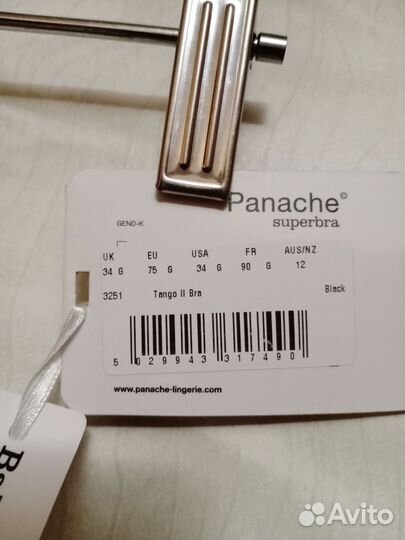 Panache©
superbra
GEND-K
UK EU USA FR AUS/NZ
34 G 75 G 34 G 90 G 12
3251 Tango II Bra Black
5 029943 317490
www.panache-lingerie.com
Avito